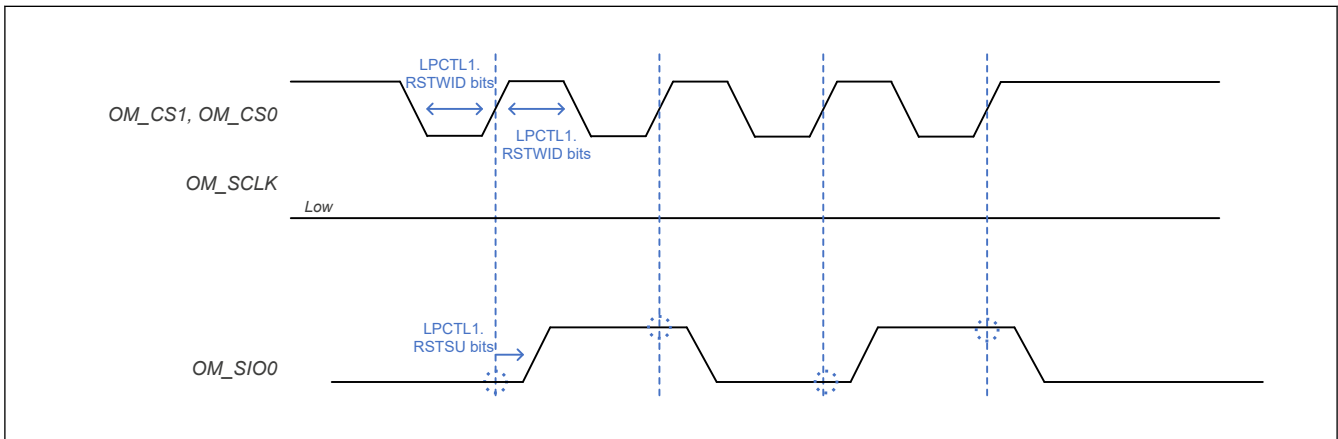 LPCTL1.
RSTWID bits
OM_CS1, OM_CS0
LPCTL1.
RSTWID bits
OM_SCLK
Low
LPCTL1.
RSTSU bits
OM_SIO0